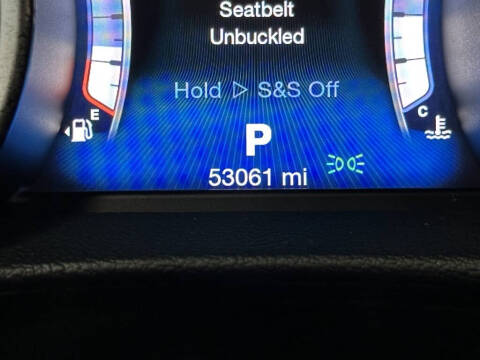 Seatbelt
Unbuckled
Hold ▷ S&S Off
E
C
P
53061 mi